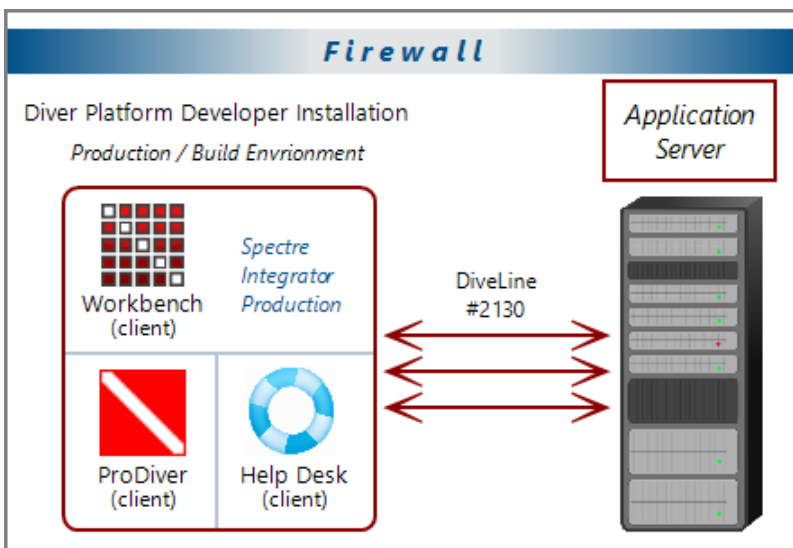 Firewall
Diver Platform Developer Installation
Production / Build Envrionment
Application
Server
Workbench
(client)
Spectre
Integrator
Production
DiveLine
#2130
ProDiver
(client)
Help Desk
(client)